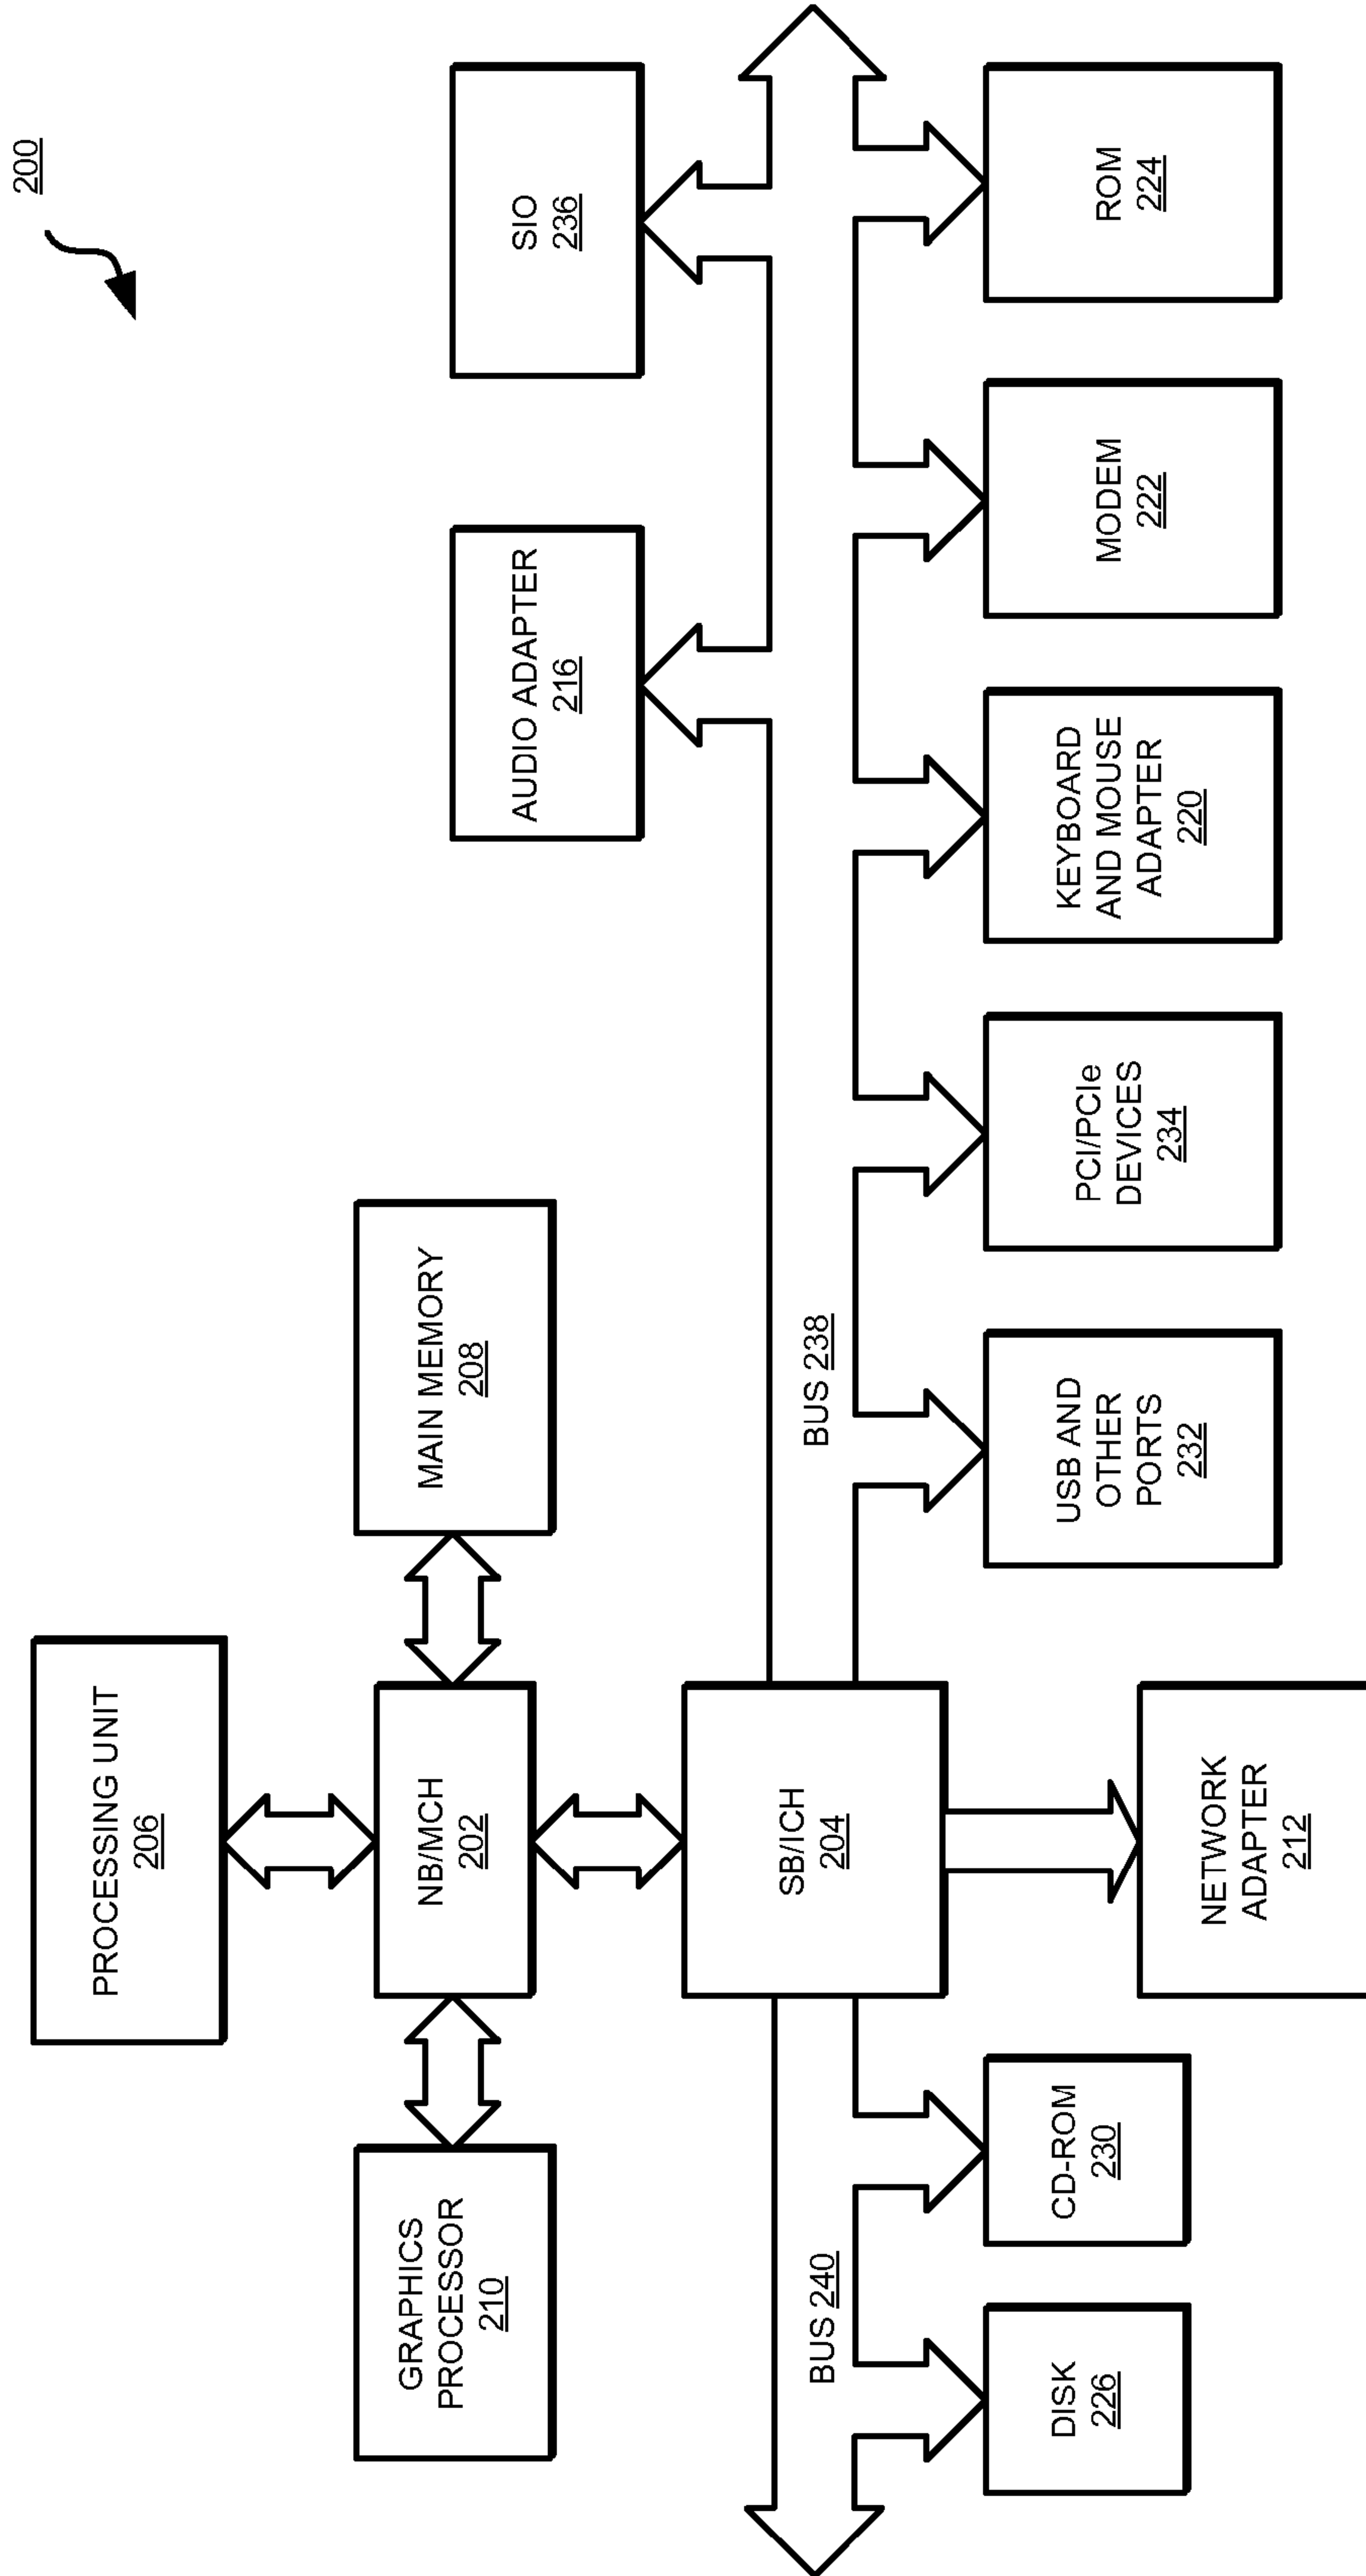 200
PROCESSING UNIT
206
GRAPHICS
PROCESSOR
210
NB/MCH
202
MAIN MEMORY
208
AUDIO ADAPTER
216
SIO
236
SB/ICH
204
BUS 240
BUS 238
DISK
226
CD-ROM
230
USB AND
OTHER
PORTS
232
PCI/PCIe
DEVICES
234
KEYBOARD
AND MOUSE
ADAPTER
220
MODEM
222
ROM
224
NETWORK
ADAPTER
212